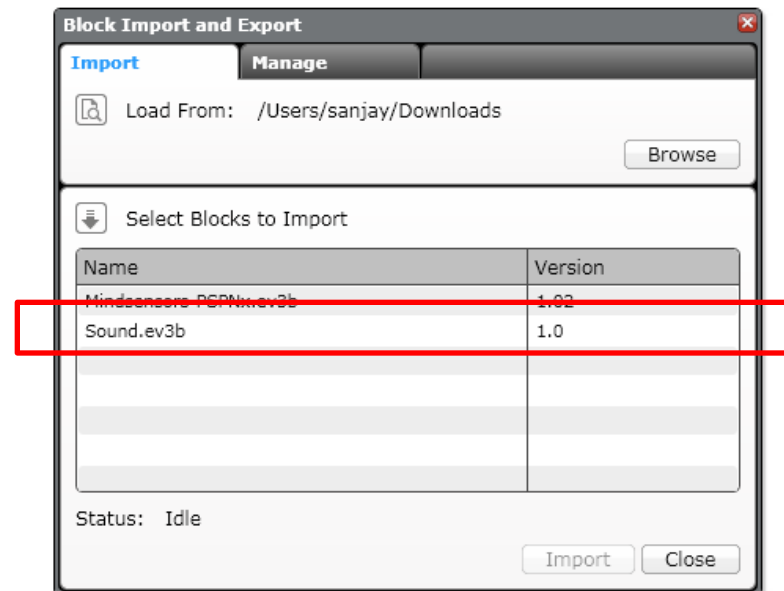 Block Import and Export
Import Manage
Load From: /Users/sanjay/Downloads
Browse
Select Blocks to Import
Name Version
Mindsensors PSPNx.ev3b 1.02
Sound.ev3b 1.0
Status: Idle
Import Close